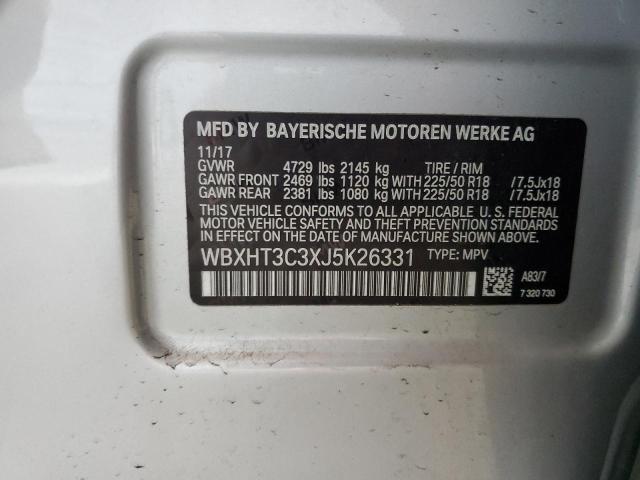 MFD BY BAYERISCHE MOTOREN WERKE AG
11/17
GVWR 4729 lbs 2145 kg TIRE / RIM
GAWR FRONT 2469 lbs 1120 kg WITH 225/50 R18 /7.5Jx18
GAWR REAR 2381 lbs 1080 kg WITH 225/50 R18 /7.5Jx18
THIS VEHICLE CONFORMS TO ALL APPLICABLE U. S. FEDERAL
MOTOR VEHICLE SAFETY, BUMPER, AND THEFT PREVENTION
STANDARDS IN EFFECT ON THE DATE OF MANUFACTURE SHOWN ABOVE.
WBXHT3C3XJ5K26331 TYPE: MPV
A83/7
7 320 730